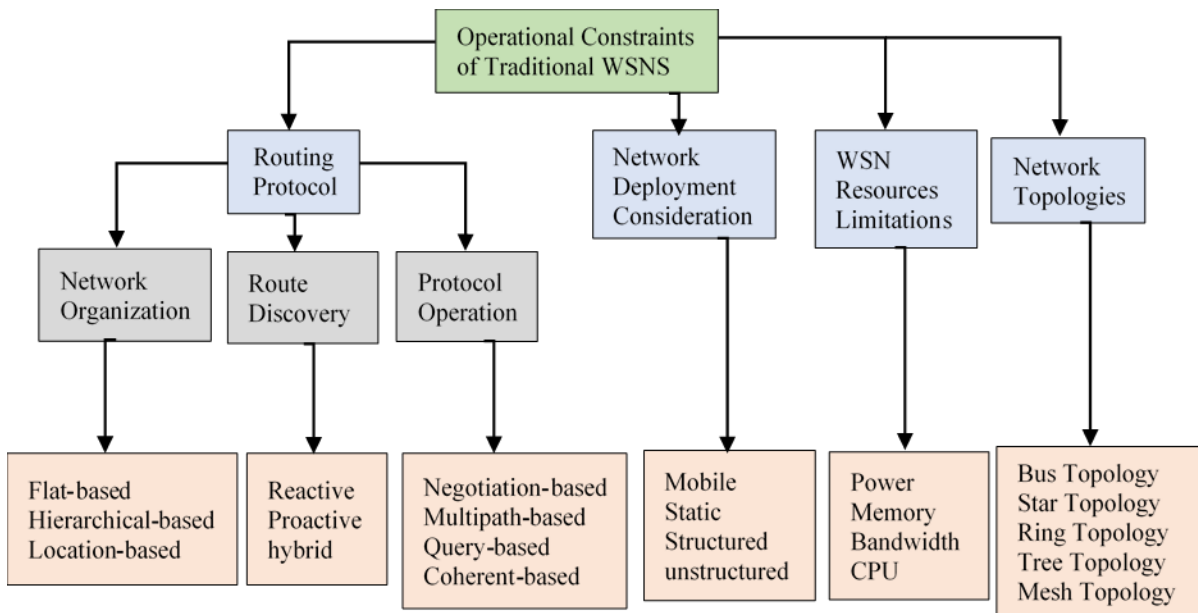 Operational Constraints
of Traditional WSNS
Routing
Protocol
Network
Deployment
Consideration
WSN
Resources
Limitations
Network
Topologies
Network
Organization
Route
Discovery
Protocol
Operation
Flat-based
Hierarchical-based
Location-based
Reactive
Proactive
hybrid
Negotiation-based
Multipath-based
Query-based
Coherent-based
Mobile
Static
Structured
unstructured
Power
Memory
Bandwidth
CPU
Bus Topology
Star Topology
Ring Topology
Tree Topology
Mesh Topology